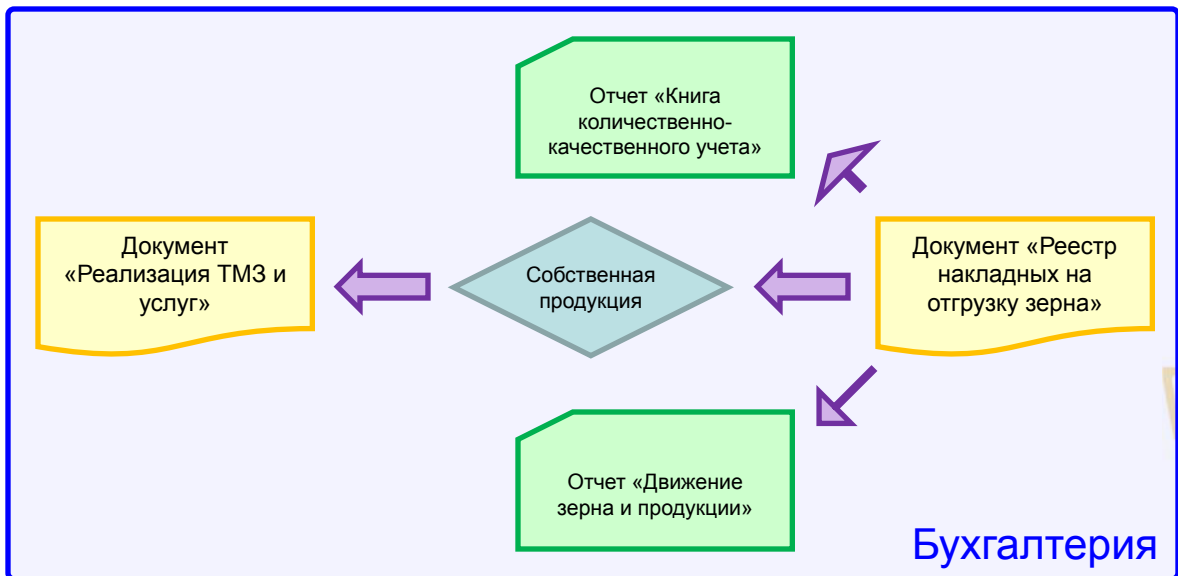 Отчет «Книга
количественно-
качественного учета»
Документ
«Реализация ТМЗ и
услуг»
Собственная
продукция
Документ «Реестр
накладных на
отгрузку зерна»
Отчет «Движение
зерна и продукции»
Бухгалтерия